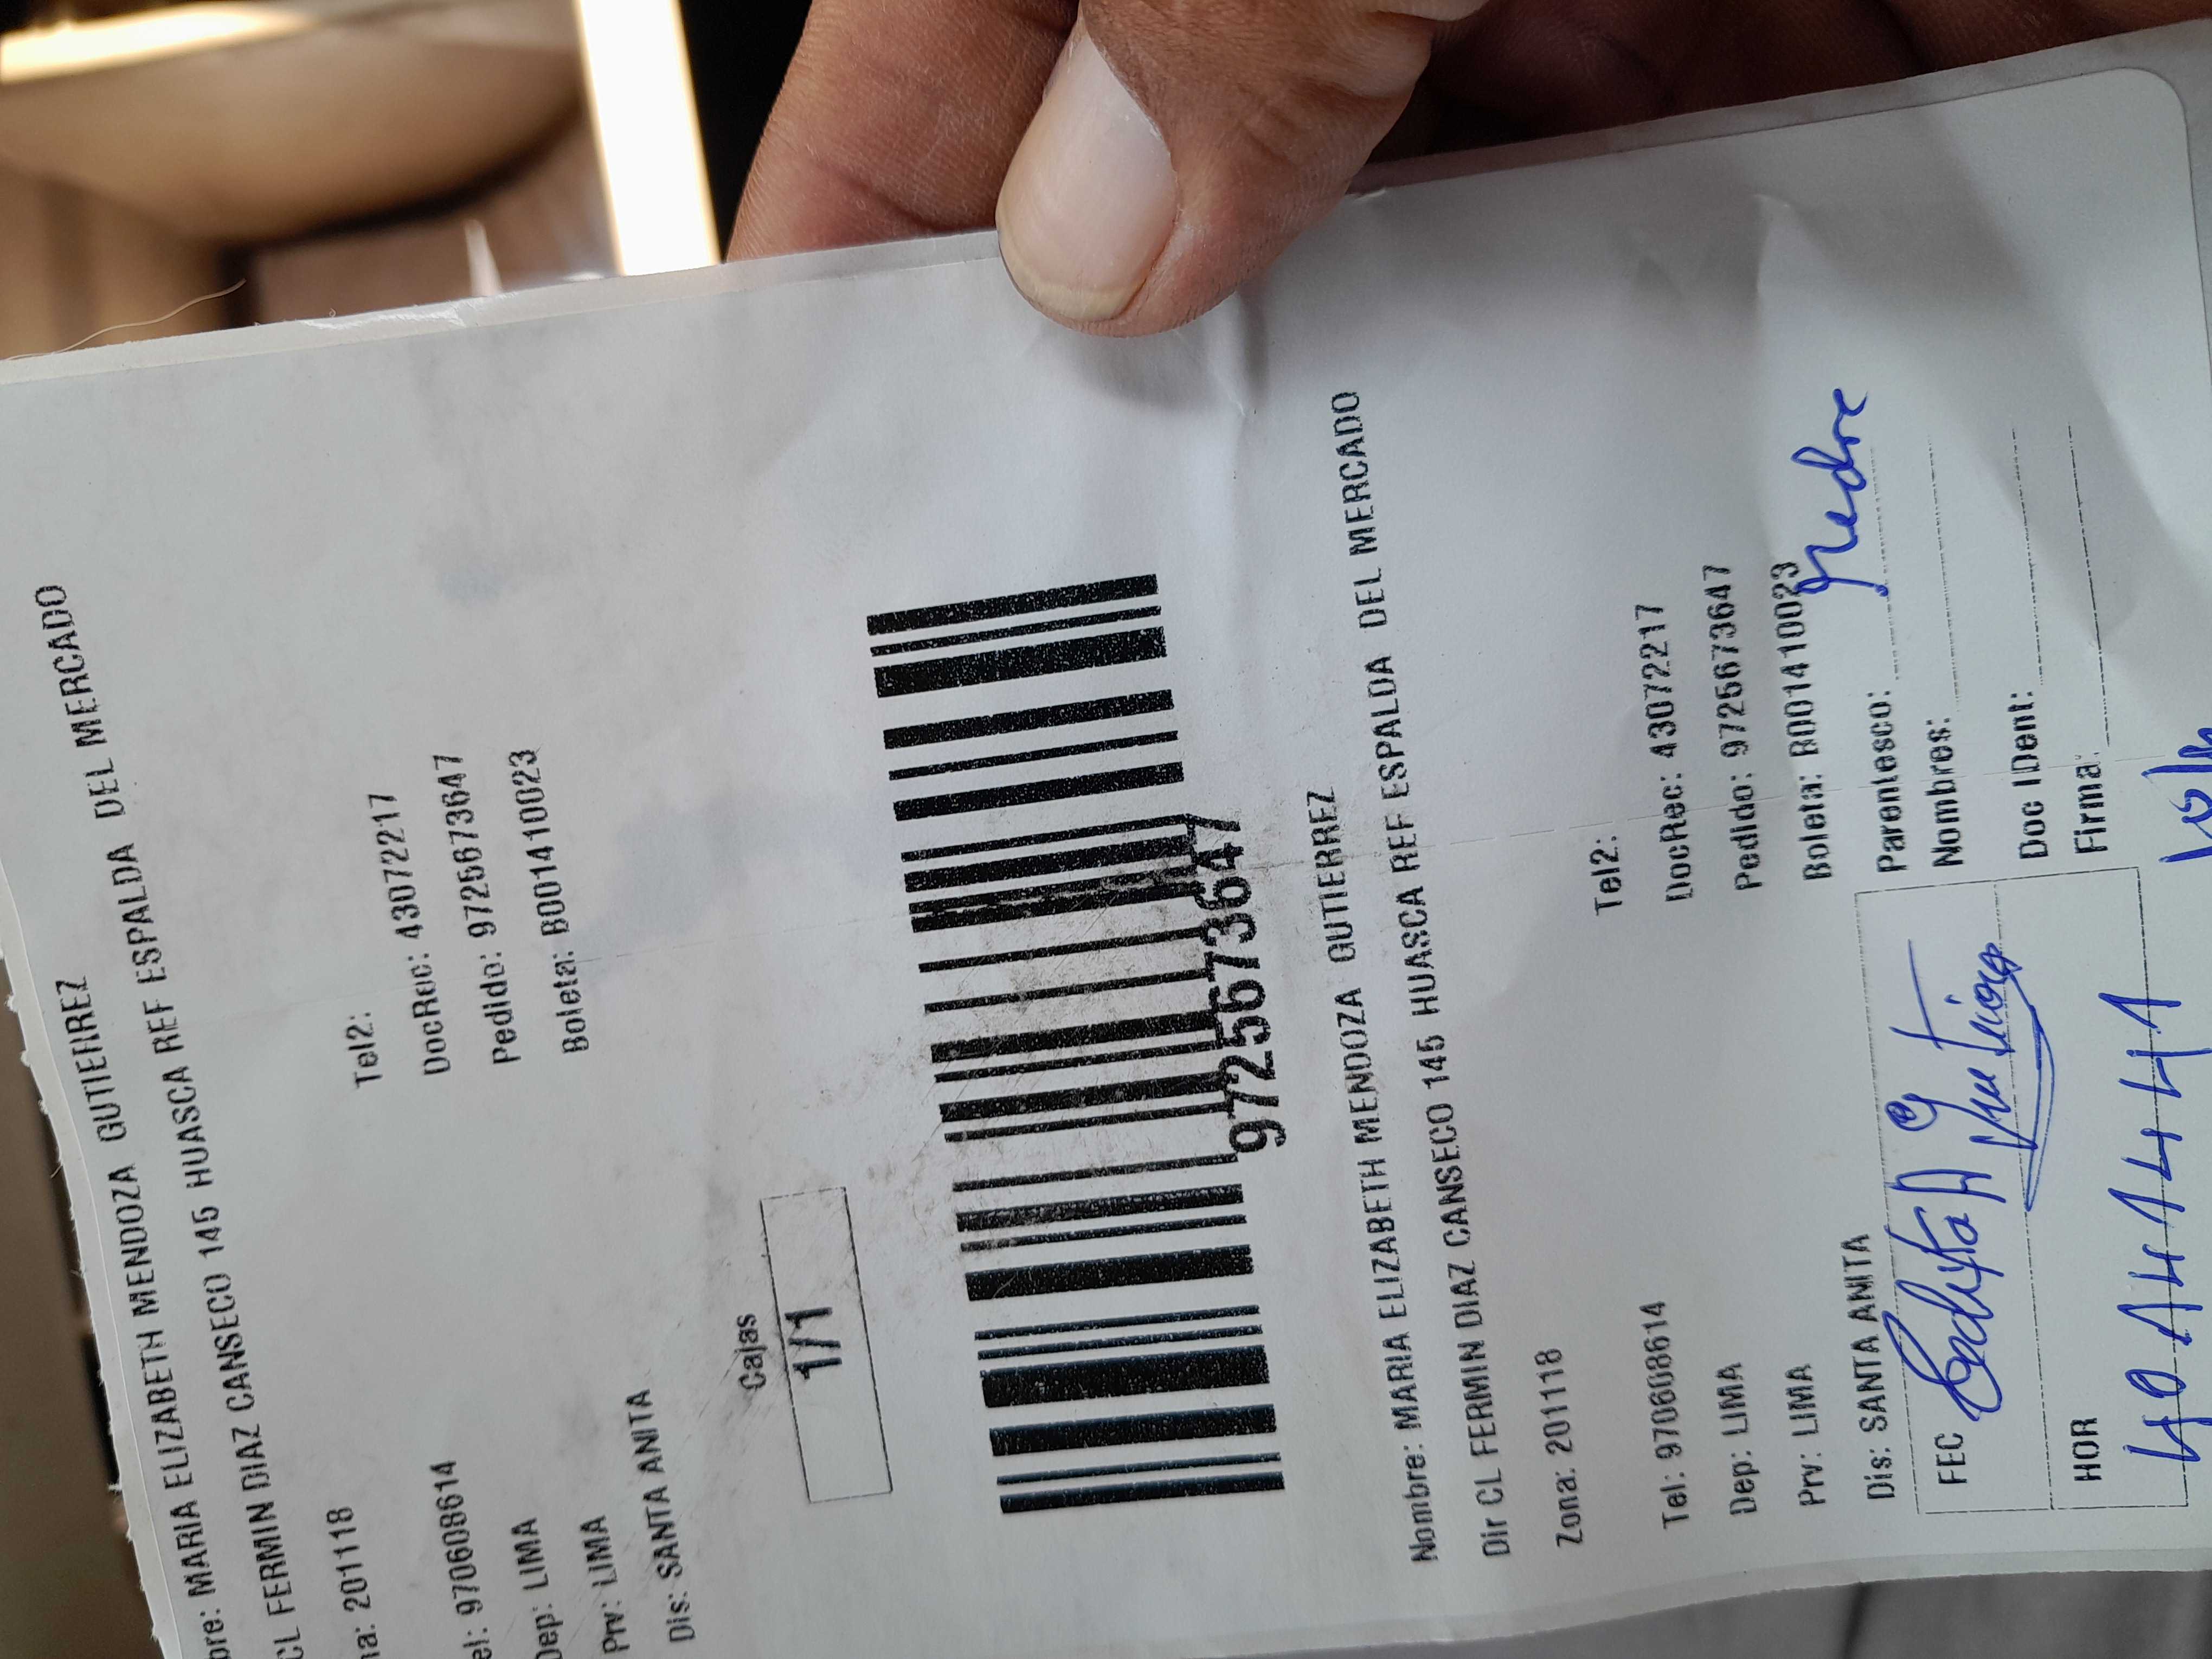 bre: MARIA ELIZABETH MENDOZA GUTIERREZ
CL FERMIN DIAZ CANSECO 145 HUASCA REF ESPALDA DEL MERCADO
na: 201118
el: 970608614
Tel2:
Dep: LIMA
DocRec: 43072217
Prv: LIMA
Pedido: 9725673647
Dis: SANTA ANITA
Boleta: B001410023
Cajas
1/1
9725673647
Nombre: MARIA ELIZABETH MENDOZA GUTIERREZ
Dir CL FERMIN DIAZ CANSECO 145 HUASCA REF ESPALDA DEL MERCADO
Zona: 201118
Tel: 970608614
Tel2:
Dep: LIMA
DocRec: 43072217
Prv: LIMA
Pedido: 9725673647
Dis: SANTA ANITA
Boleta: B001410023
FEC
Parentesco:
Nombres:
HOR
Doc IDent:
Firma: